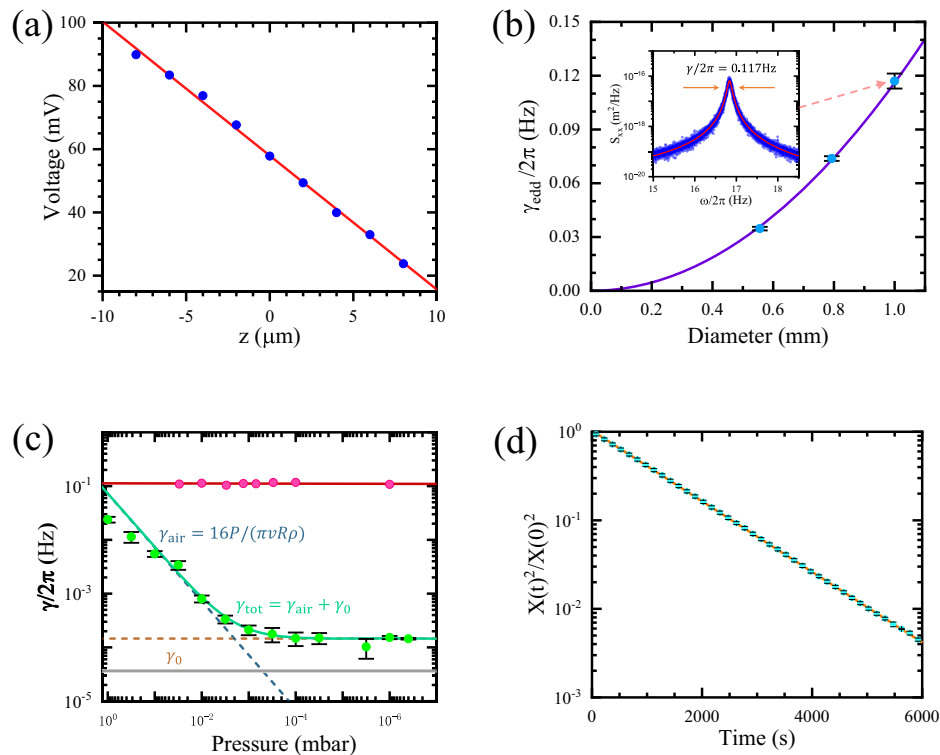 (a)
Voltage (mV)
100
80
60
40
20
-10
-5
0
5
10
z (μm)
(b)
γedd/2π (Hz)
0.15
0.12
0.09
0.06
0.03
0.00
0.0
0.2
0.4
0.6
0.8
1.0
Diameter (mm)
γ/2π = 0.117Hz
Sxx (m²/Hz)
10⁻¹⁶
10⁻¹⁸
10⁻²⁰
15
16
17
18
ω/2π (Hz)
(c)
γ/2π (Hz)
10⁰
10⁻¹
10⁻³
10⁻⁵
γair = 16P/(πvRρ)
γtot = γair + γ0
γ0
10⁰
10⁻²
10⁻⁴
10⁻⁶
Pressure (mbar)
(d)
X(t)²/X(0)²
10⁰
10⁻¹
10⁻²
10⁻³
0
2000
4000
6000
Time (s)